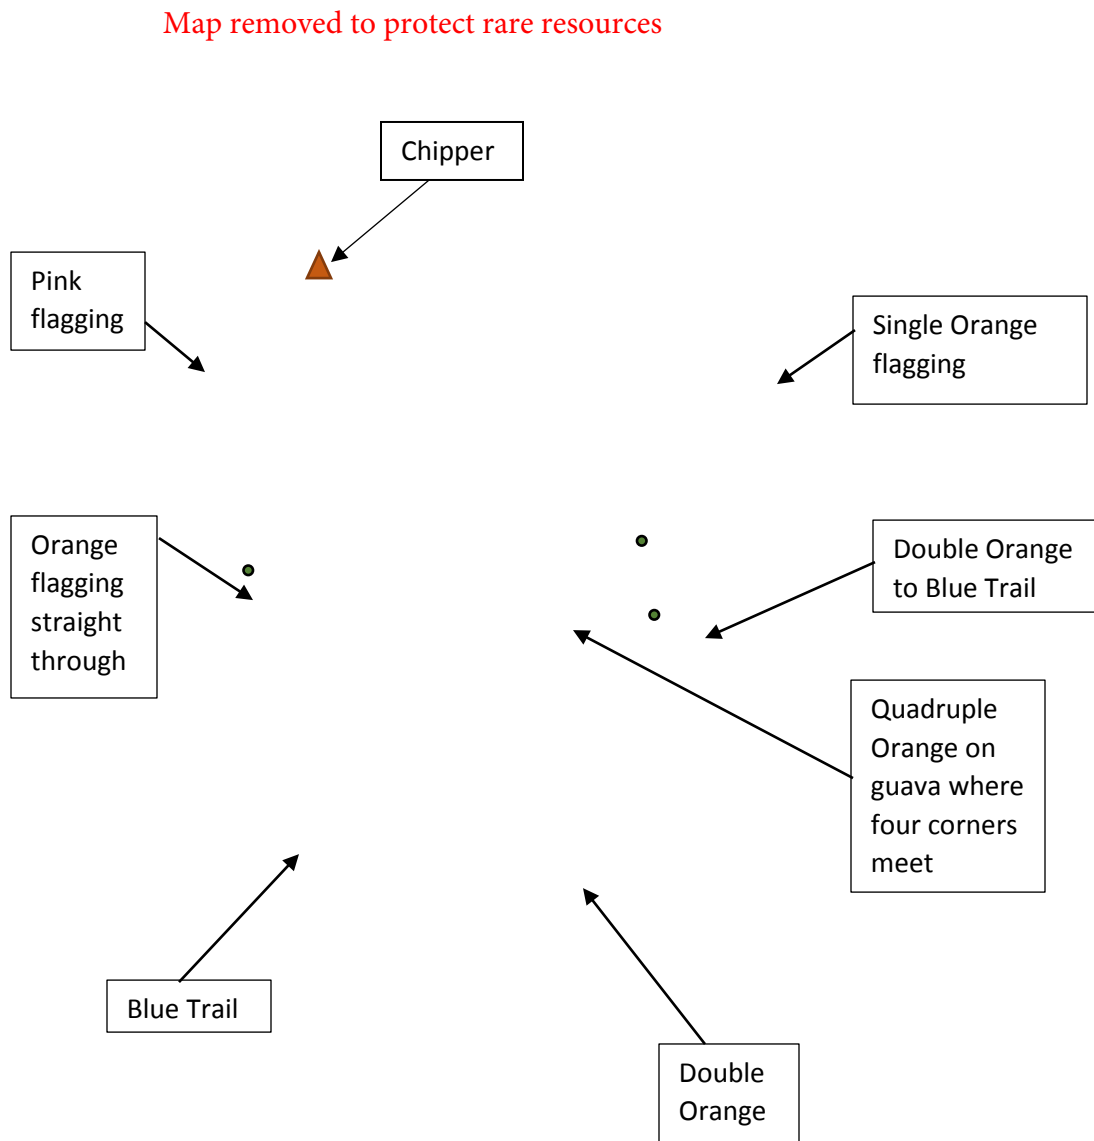 Map removed to protect rare resources
Chipper
Pink
flagging
Single Orange
flagging
Orange
flagging
straight
through
Double Orange
to Blue Trail
Quadruple
Orange on
guava where
four corners
meet
Blue Trail
Double
Orange